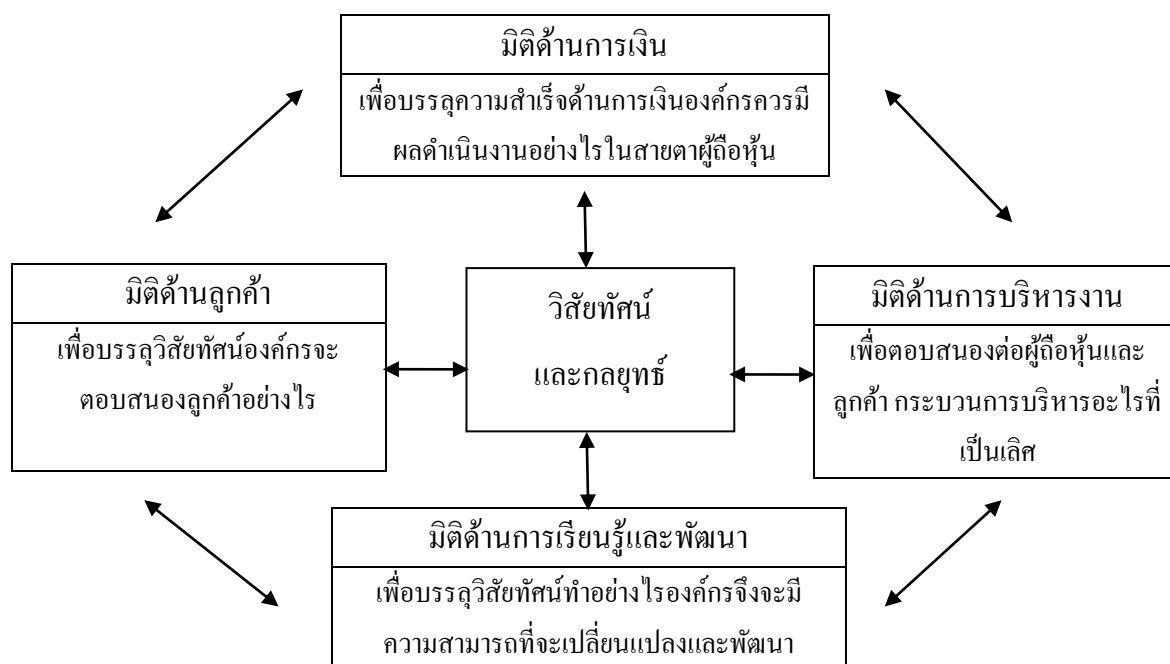 มิติด้านการเงิน
เพื่อบรรลุความสำเร็จด้านการเงินองค์กรควรมี
ผลดำเนินงานอย่างไรในสายตาผู้ถือหุ้น
มิติด้านลูกค้า
เพื่อบรรลุวิสัยทัศน์องค์กรจะ
ตอบสนองลูกค้าอย่างไร
วิสัยทัศน์
และกลยุทธ์
มิติด้านการบริหารงาน
เพื่อตอบสนองต่อผู้ถือหุ้นและ
ลูกค้า กระบวนการบริหารอะไรที่
เป็นเลิศ
มิติด้านการเรียนรู้และพัฒนา
เพื่อบรรลุวิสัยทัศน์ทำอย่างไรองค์กรจึงจะมี
ความสามารถที่จะเปลี่ยนแปลงและพัฒนา